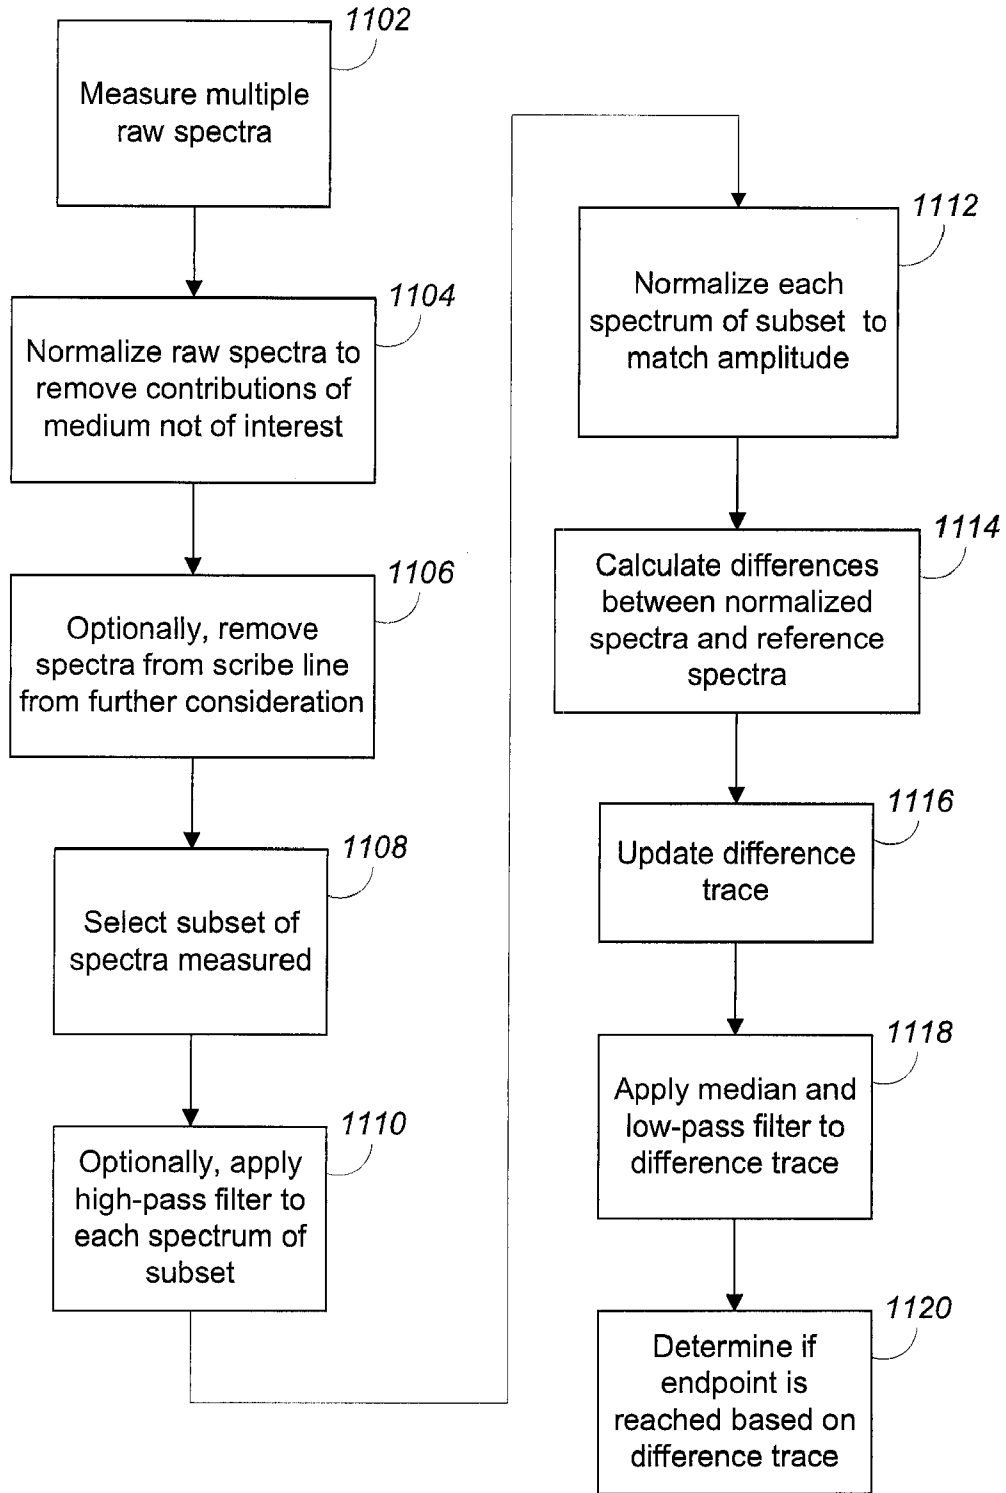 1102
Measure multiple
raw spectra
1104
Normalize raw spectra to
remove contributions of
medium not of interest
1106
Optionally, remove
spectra from scribe line
from further consideration
1108
Select subset of
spectra measured
1110
Optionally, apply
high-pass filter to
each spectrum of
subset
1112
Normalize each
spectrum of subset to
match amplitude
1114
Calculate differences
between normalized
spectra and reference
spectra
1116
Update difference
trace
1118
Apply median and
low-pass filter to
difference trace
1120
Determine if
endpoint is
reached based on
difference trace